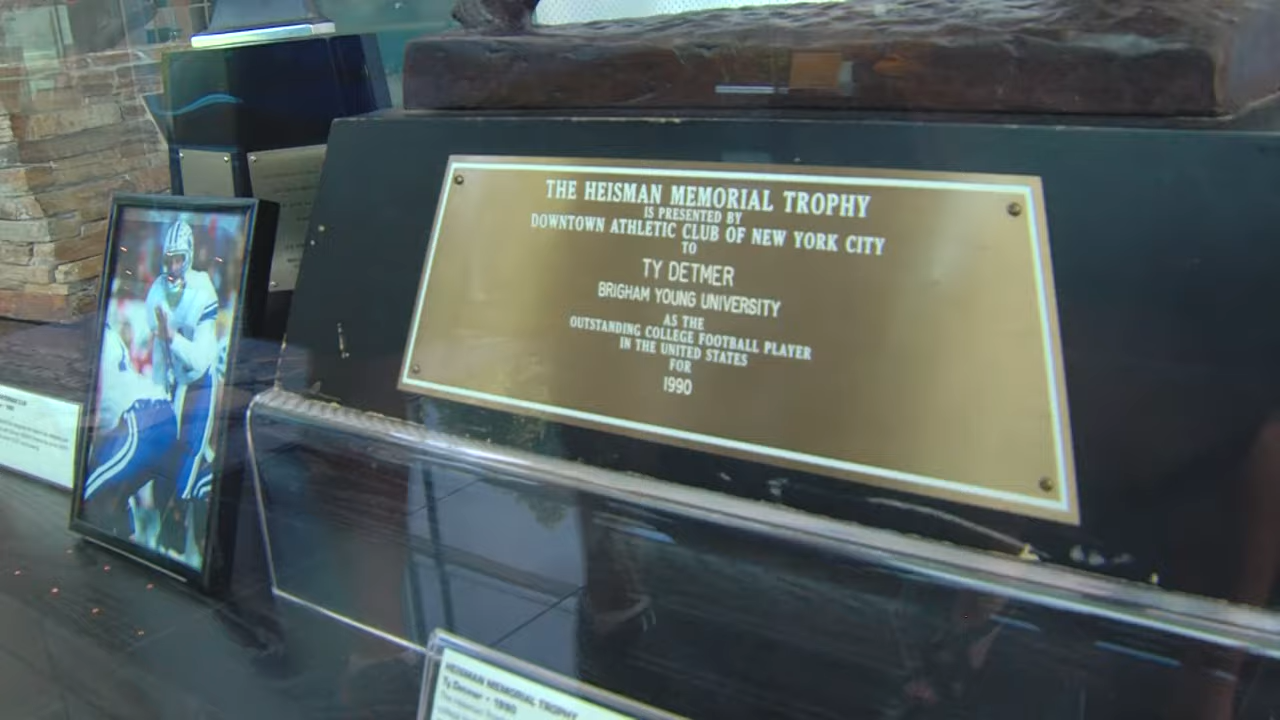 THE HEISMAN MEMORIAL TROPHY
IS PRESENTED BY
DOWNTOWN ATHLETIC CLUB OF NEW YORK CITY
TO
TY DETMER
BRIGHAM YOUNG UNIVERSITY
AS THE
OUTSTANDING COLLEGE FOOTBALL PLAYER
IN THE UNITED STATES
FOR
1990
HEISMAN MEMORIAL TROPHY
Ty Detmer • 1990
The Heisman